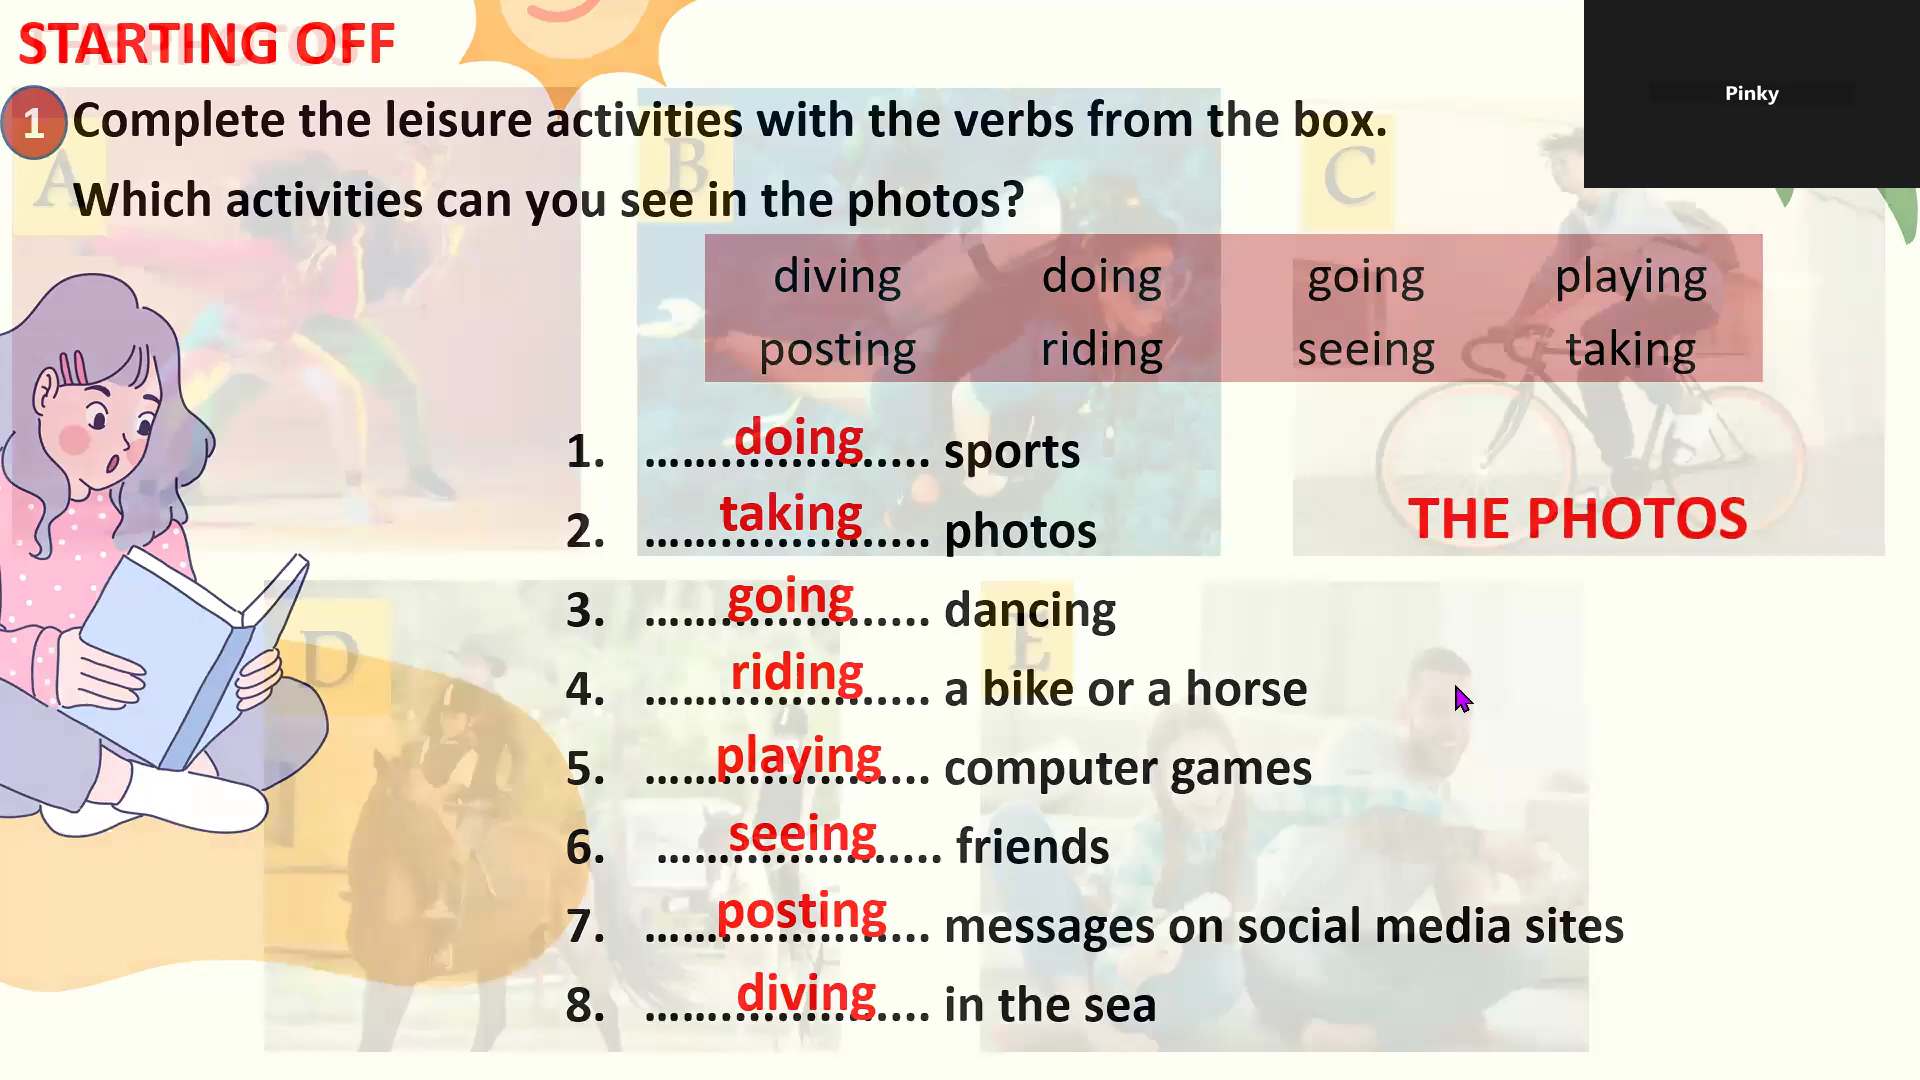 STARTING OFF
THE PHOTOS
1 Complete the leisure activities with the verbs from the box.
Which activities can you see in the photos?
Pinky
A
B
C
diving doing going playing
posting riding seeing taking
1. .................... doing sports
2. .................... taking photos
THE PHOTOS
3. .................... going dancing
4. .................... riding a bike or a horse
5. .................... playing computer games
6. .................... seeing friends
7. .................... posting messages on social media sites
8. .................... diving in the sea
D
E